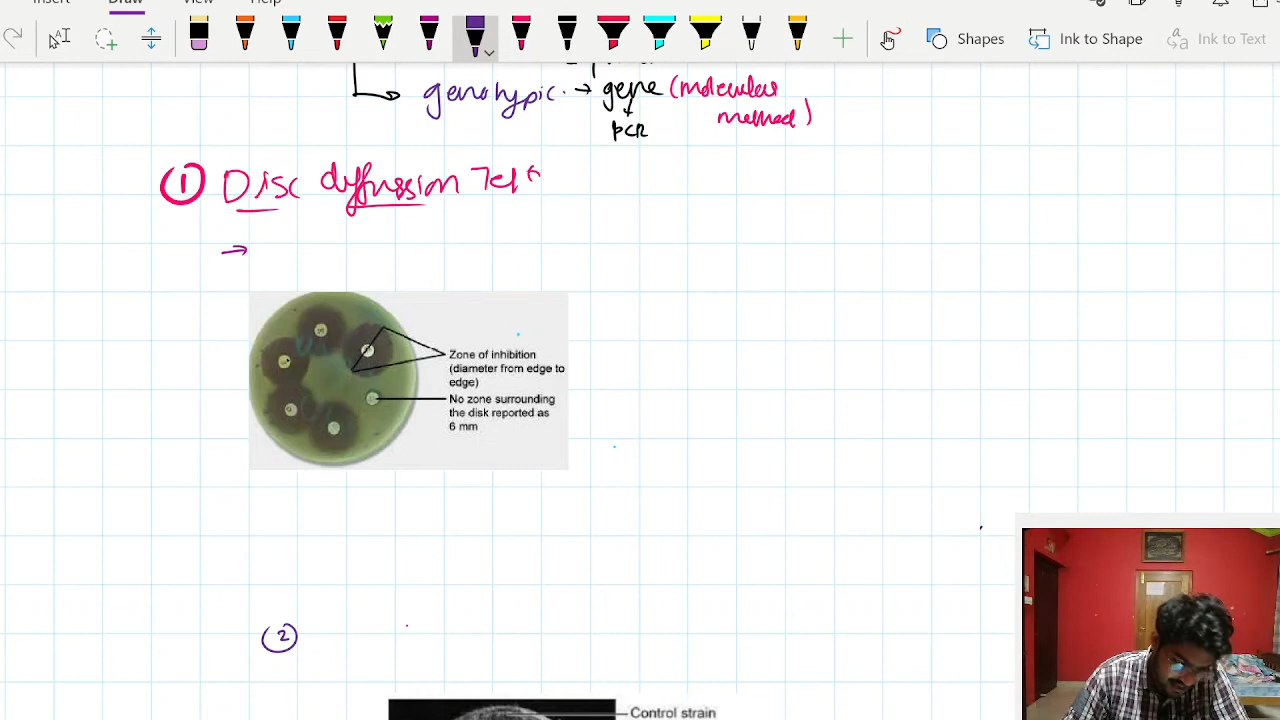 Insert Draw View Help
Shapes Ink to Shape Ink to Text
genotypic. → gene (molecular
method)
PCR
① Disc dyffussion Test
→
Zone of inhibition
(diameter from edge to
edge)
No zone surrounding
the disk reported as
6 mm
②
Control strain